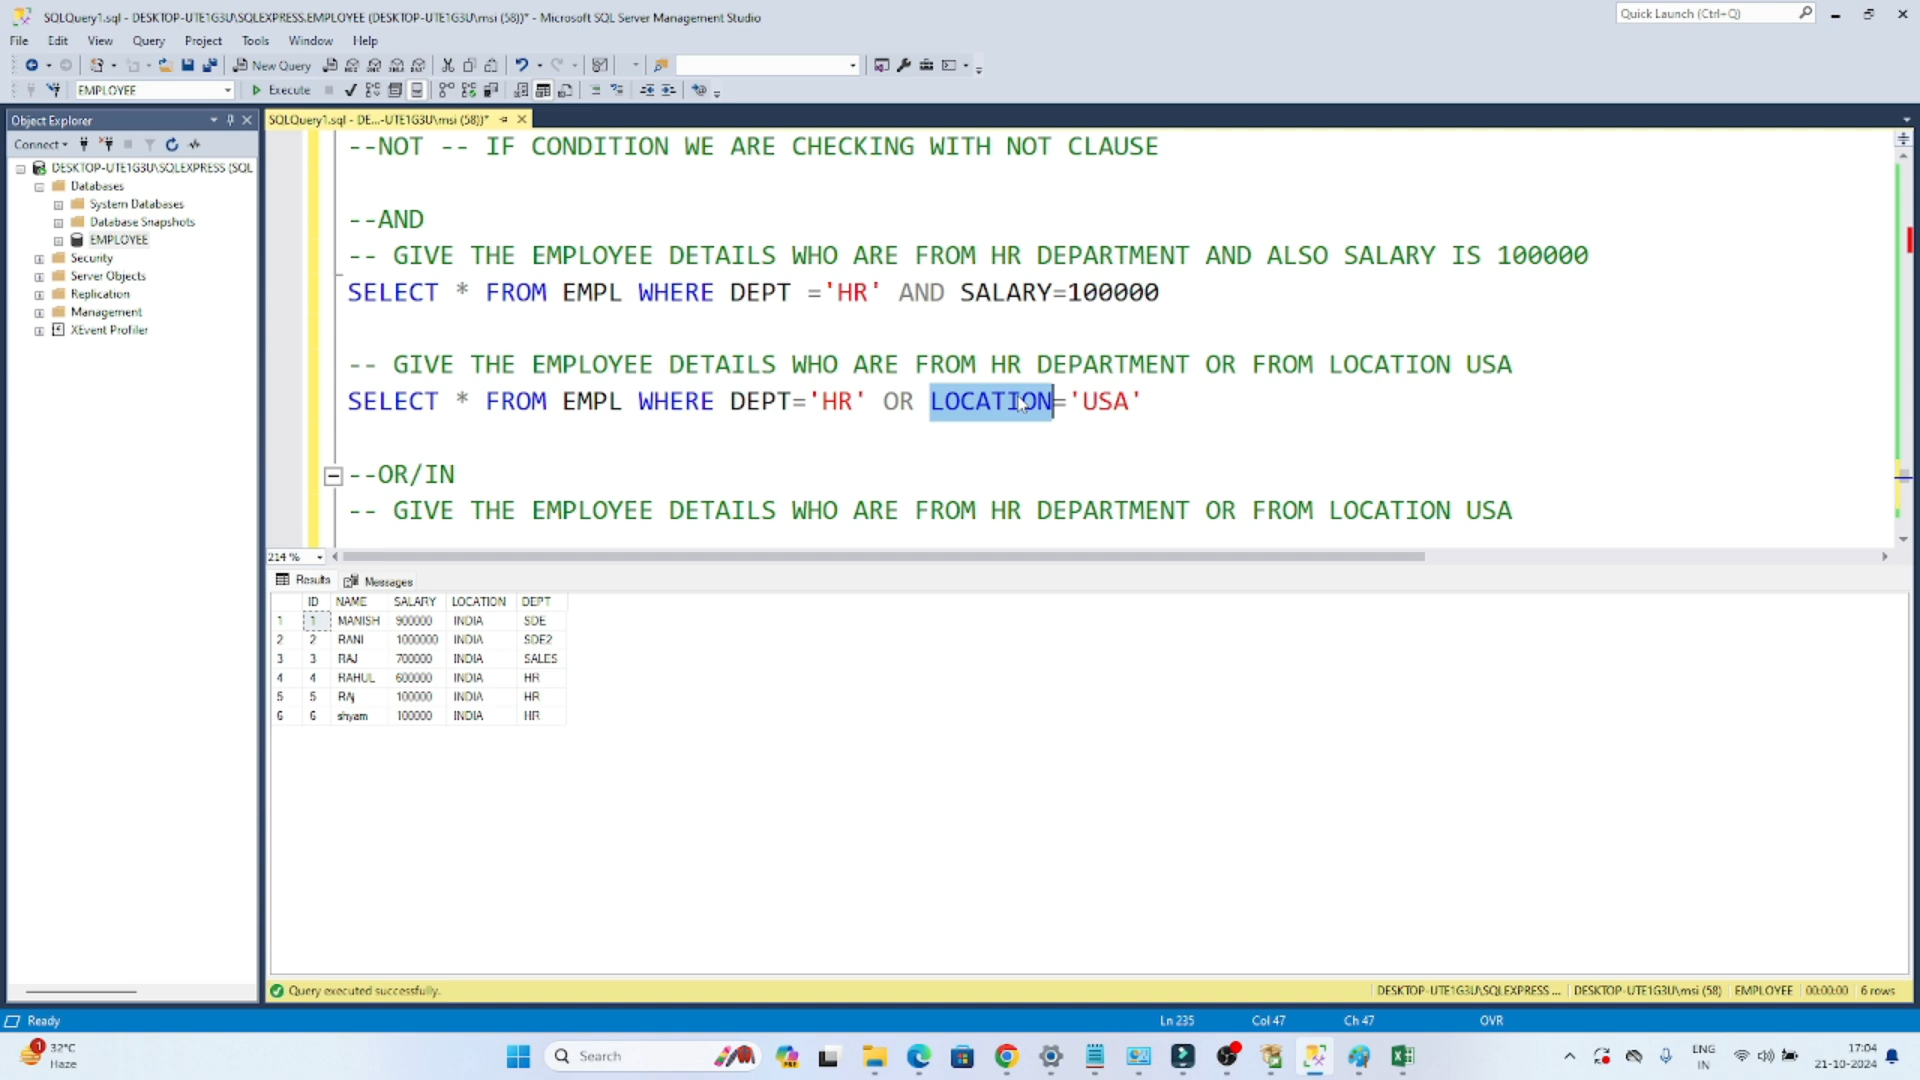 SQLQuery1.sql - DESKTOP-UTE1G3U\SQLEXPRESS.EMPLOYEE (DESKTOP-UTE1G3U\msi (58))* - Microsoft SQL Server Management Studio
Quick Launch (Ctrl+Q)
File Edit View Query Project Tools Window Help
New Query
EMPLOYEE
Execute
Object Explorer
SQLQuery1.sql - DE...-UTE1G3U\msi (58))*
Connect
DESKTOP-UTE1G3U\SQLEXPRESS (SQL
Databases
System Databases
Database Snapshots
EMPLOYEE
Security
Server Objects
Replication
Management
XEvent Profiler
--NOT -- IF CONDITION WE ARE CHECKING WITH NOT CLAUSE
--AND
-- GIVE THE EMPLOYEE DETAILS WHO ARE FROM HR DEPARTMENT AND ALSO SALARY IS 100000
SELECT * FROM EMPL WHERE DEPT ='HR' AND SALARY=100000
-- GIVE THE EMPLOYEE DETAILS WHO ARE FROM HR DEPARTMENT OR FROM LOCATION USA
SELECT * FROM EMPL WHERE DEPT='HR' OR LOCATION='USA'
--OR/IN
-- GIVE THE EMPLOYEE DETAILS WHO ARE FROM HR DEPARTMENT OR FROM LOCATION USA
214 %
Results Messages
ID NAME SALARY LOCATION DEPT
1 1 MANISH 900000 INDIA SDE
2 2 RANI 1000000 INDIA SDE2
3 3 RAJ 700000 INDIA SALES
4 4 RAHUL 600000 INDIA HR
5 5 RAj 100000 INDIA HR
6 6 shyam 100000 INDIA HR
Query executed successfully.
DESKTOP-UTE1G3U\SQLEXPRESS ... DESKTOP-UTE1G3U\msi (58) EMPLOYEE 00:00:00 6 rows
Ready
Ln 235 Col 47 Ch 47 OVR
32°C
Haze
Search
ENG
IN
17:04
21-10-2024